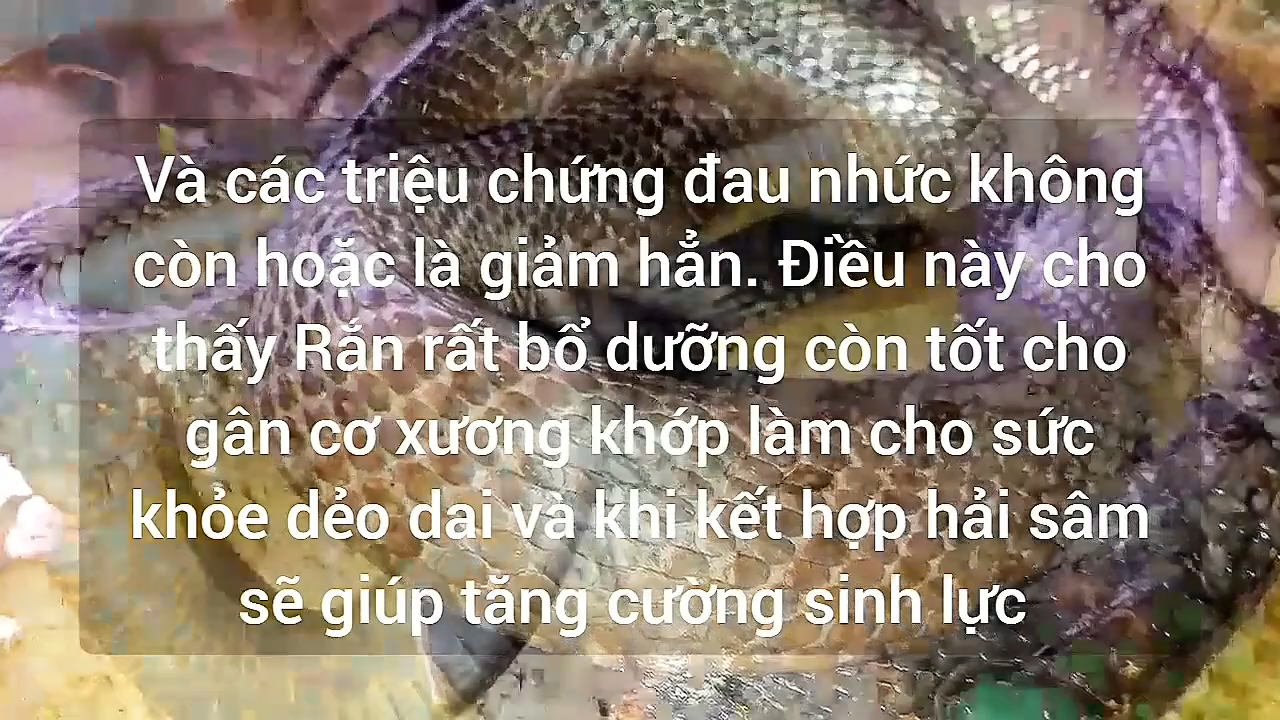 Và các triệu chứng đau nhức không
còn hoặc là giảm hẳn. Điều này cho
thấy Rắn rất bổ dưỡng còn tốt cho
gân cơ xương khớp làm cho sức
khỏe dẻo dai và khi kết hợp hải sâm
sẽ giúp tăng cường sinh lực